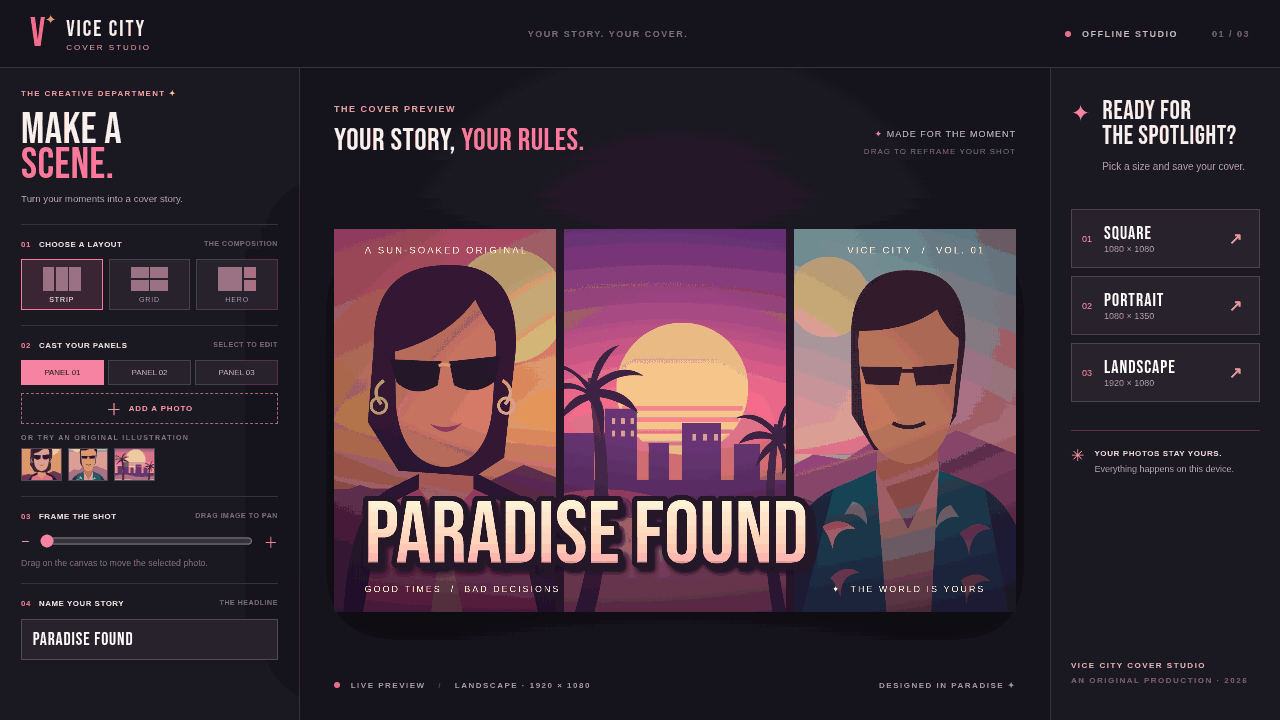 V✦ VICE CITY
COVER STUDIO
YOUR STORY. YOUR COVER.
OFFLINE STUDIO
01 / 03
THE CREATIVE DEPARTMENT ✦
MAKE A
SCENE.
Turn your moments into a cover story.
01 CHOOSE A LAYOUT THE COMPOSITION
STRIP GRID HERO
02 CAST YOUR PANELS SELECT TO EDIT
PANEL 01 PANEL 02 PANEL 03
+ ADD A PHOTO
OR TRY AN ORIGINAL ILLUSTRATION
03 FRAME THE SHOT DRAG IMAGE TO PAN
− +
Drag on the canvas to move the selected photo.
04 NAME YOUR STORY THE HEADLINE
PARADISE FOUND
THE COVER PREVIEW
YOUR STORY, YOUR RULES.
✦ MADE FOR THE MOMENT
DRAG TO REFRAME YOUR SHOT
A SUN-SOAKED ORIGINAL
VICE CITY / VOL. 01
PARADISE FOUND
GOOD TIMES / BAD DECISIONS
✦ THE WORLD IS YOURS
LIVE PREVIEW / LANDSCAPE · 1920 × 1080
DESIGNED IN PARADISE ✦
✦ READY FOR
THE SPOTLIGHT?
Pick a size and save your cover.
01 SQUARE ↗
1080 × 1080
02 PORTRAIT ↗
1080 × 1350
03 LANDSCAPE ↗
1920 × 1080
✳ YOUR PHOTOS STAY YOURS.
Everything happens on this device.
VICE CITY COVER STUDIO
AN ORIGINAL PRODUCTION · 2026